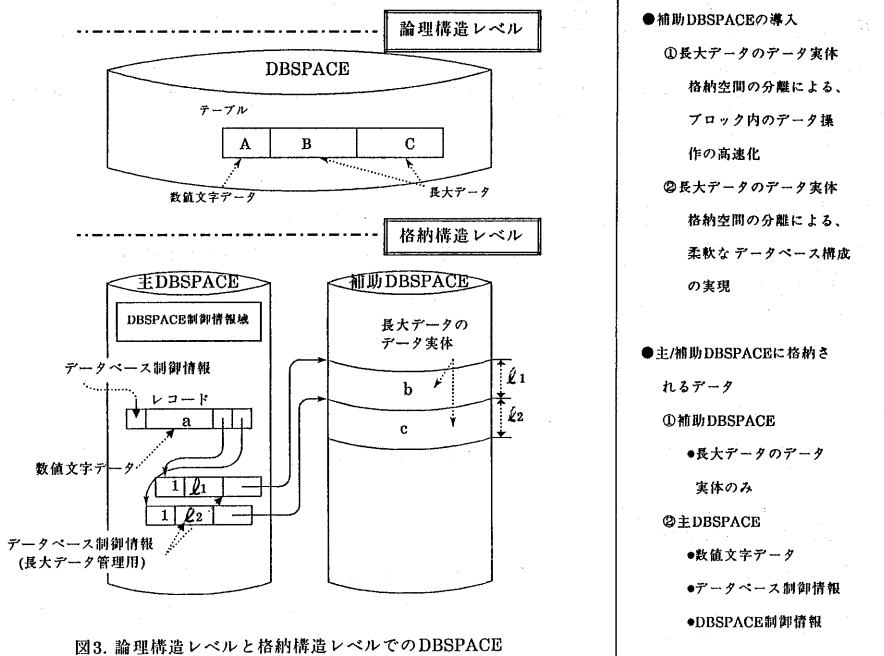 論理構造レベル
DBSPACE
テーブル
A B C
数値文字データ
長大データ
格納構造レベル
主DBSPACE
DBSPACE制御情報域
データベース制御情報
レコード
a
数値文字データ
1 ℓ1
1 ℓ2
データベース制御情報
(長大データ管理用)
補助DBSPACE
長大データの
データ実体
b
c
ℓ1
ℓ2
図3. 論理構造レベルと格納構造レベルでのDBSPACE
●補助DBSPACEの導入
①長大データのデータ実体
格納空間の分離による、
ブロック内のデータ操
作の高速化
②長大データのデータ実体
格納空間の分離による、
柔軟なデータベース構成
の実現
●主/補助DBSPACEに格納さ
れるデータ
①補助DBSPACE
●長大データのデータ
実体のみ
②主DBSPACE
●数値文字データ
●データベース制御情報
●DBSPACE制御情報